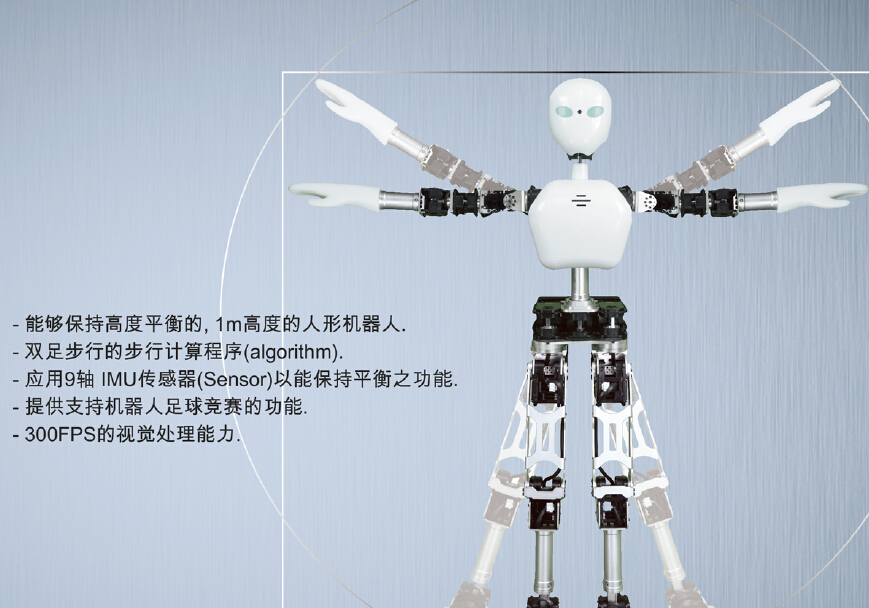 - 能够保持高度平衡的, 1m高度的人形机器人.
- 双足步行的步行计算程序(algorithm).
- 应用9轴 IMU传感器(Sensor)以能保持平衡之功能.
- 提供支持机器人足球竞赛的功能.
- 300FPS的视觉处理能力.